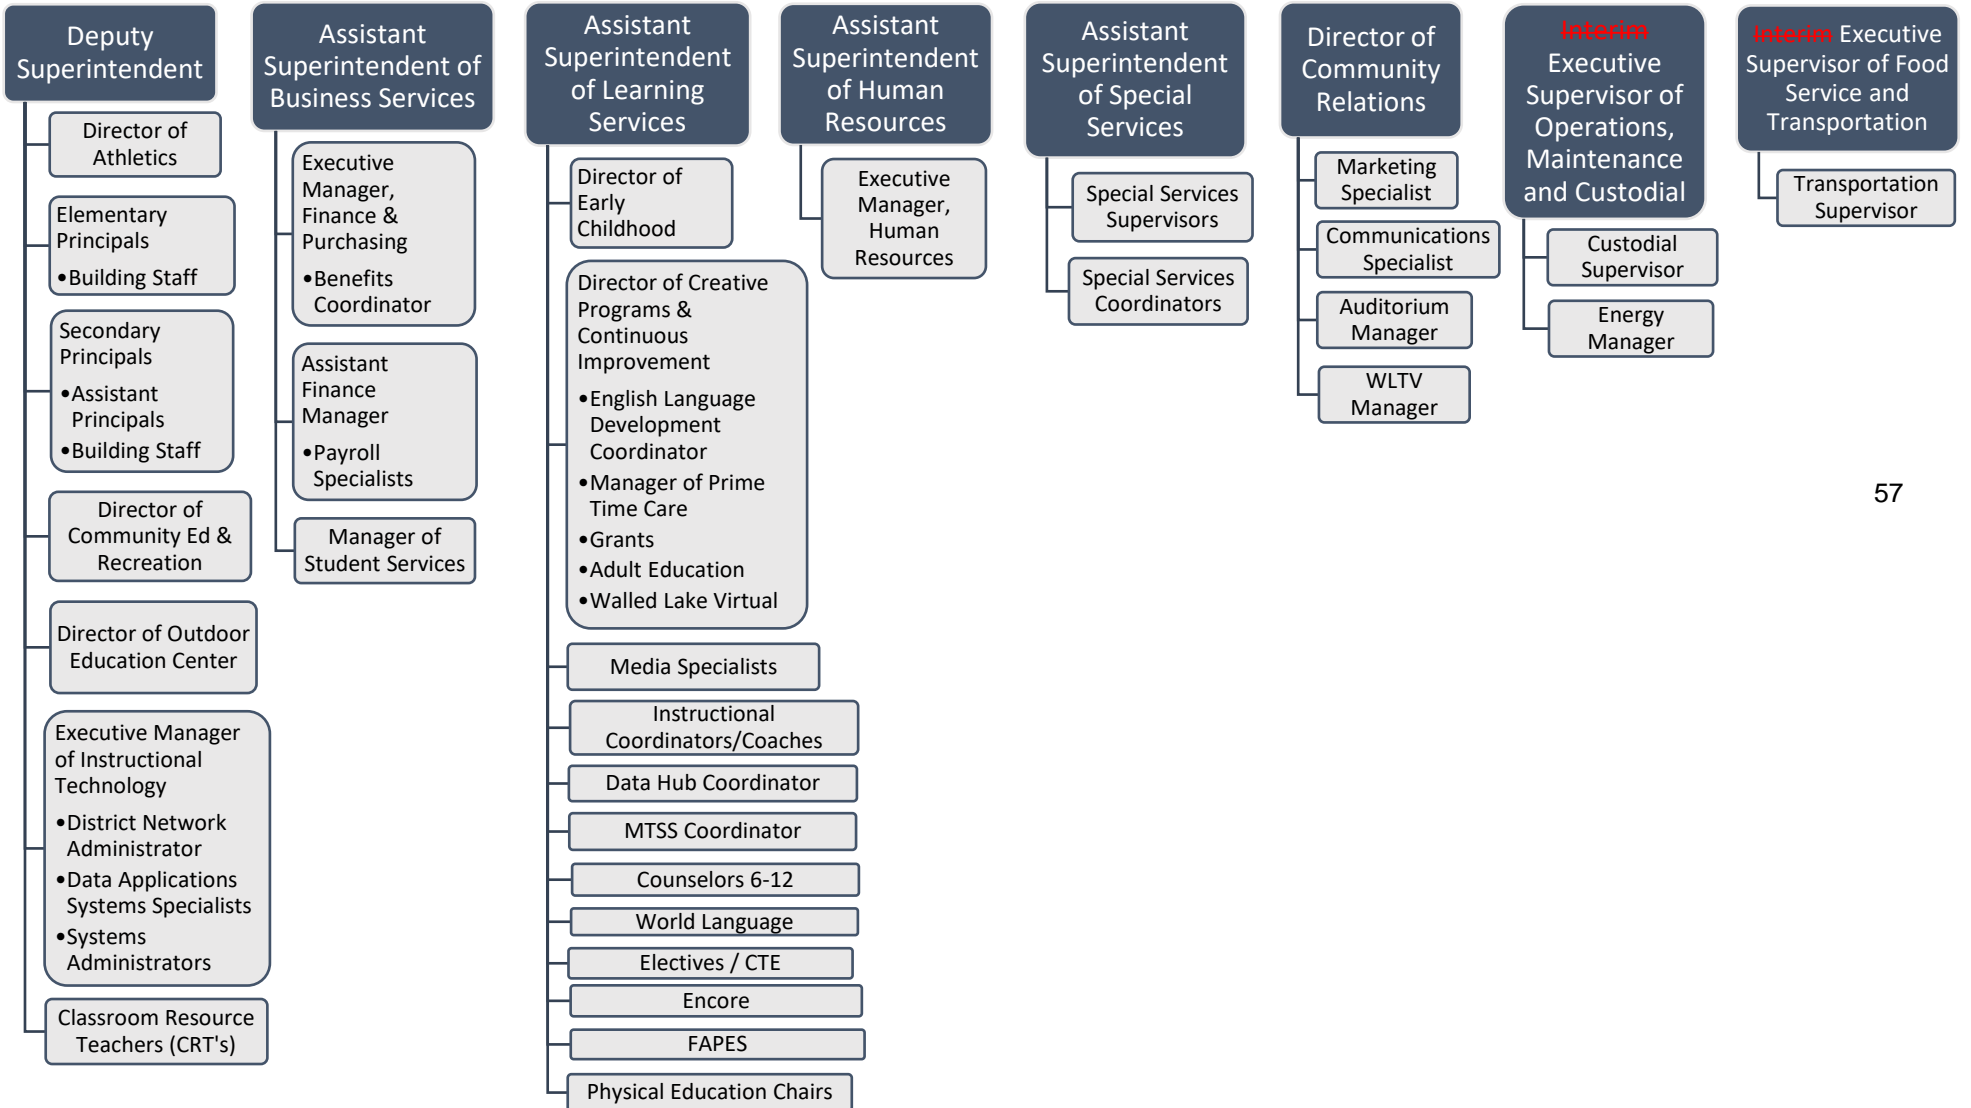 Deputy
Superintendent
Director of
Athletics
Elementary
Principals
•Building Staff
Secondary
Principals
•Assistant
Principals
•Building Staff
Director of
Community Ed &
Recreation
Director of Outdoor
Education Center
Executive Manager
of Instructional
Technology
•District Network
Administrator
•Data Applications
Systems Specialists
•Systems
Administrators
Classroom Resource
Teachers (CRT's)
Assistant
Superintendent of
Business Services
Executive
Manager,
Finance &
Purchasing
•Benefits
Coordinator
Assistant
Finance
Manager
•Payroll
Specialists
Manager of
Student Services
Assistant
Superintendent
of Learning
Services
Director of
Early
Childhood
Director of Creative
Programs &
Continuous
Improvement
•English Language
Development
Coordinator
•Manager of Prime
Time Care
•Grants
•Adult Education
•Walled Lake Virtual
Media Specialists
Instructional
Coordinators/Coaches
Data Hub Coordinator
MTSS Coordinator
Counselors 6-12
World Language
Electives / CTE
Encore
FAPES
Physical Education Chairs
Assistant
Superintendent
of Human
Resources
Executive
Manager,
Human
Resources
Assistant
Superintendent
of Special
Services
Special Services
Supervisors
Special Services
Coordinators
Director of
Community
Relations
Marketing
Specialist
Communications
Specialist
Auditorium
Manager
WLTV
Manager
Interim
Executive
Supervisor of
Operations,
Maintenance
and Custodial
Custodial
Supervisor
Energy
Manager
Interim Executive
Supervisor of Food
Service and
Transportation
Transportation
Supervisor
57